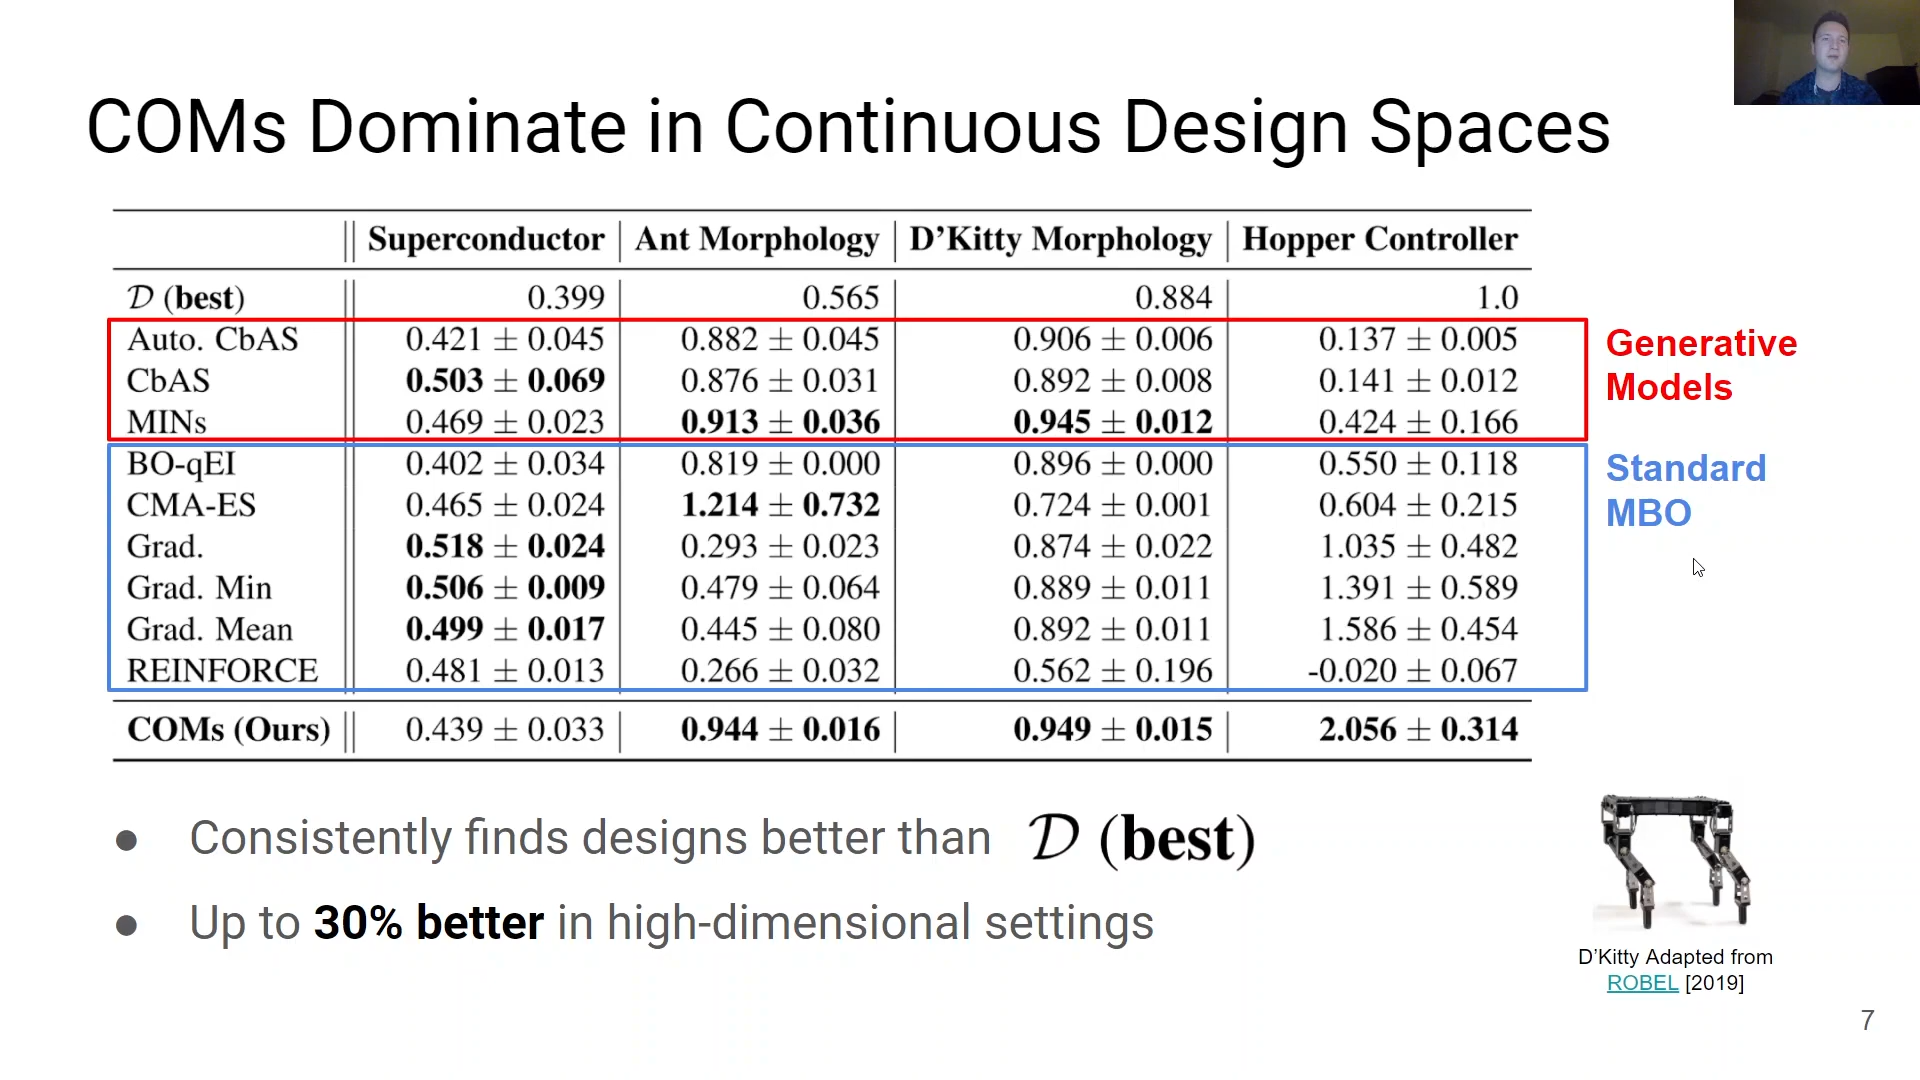 COMs Dominate in Continuous Design Spaces
Superconductor Ant Morphology D'Kitty Morphology Hopper Controller
𝒟 (best) 0.399 0.565 0.884 1.0
Auto. CbAS 0.421 ± 0.045 0.882 ± 0.045 0.906 ± 0.006 0.137 ± 0.005
CbAS 0.503 ± 0.069 0.876 ± 0.031 0.892 ± 0.008 0.141 ± 0.012
MINs 0.469 ± 0.023 0.913 ± 0.036 0.945 ± 0.012 0.424 ± 0.166
Generative
Models
BO-qEI 0.402 ± 0.034 0.819 ± 0.000 0.896 ± 0.000 0.550 ± 0.118
CMA-ES 0.465 ± 0.024 1.214 ± 0.732 0.724 ± 0.001 0.604 ± 0.215
Grad. 0.518 ± 0.024 0.293 ± 0.023 0.874 ± 0.022 1.035 ± 0.482
Grad. Min 0.506 ± 0.009 0.479 ± 0.064 0.889 ± 0.011 1.391 ± 0.589
Grad. Mean 0.499 ± 0.017 0.445 ± 0.080 0.892 ± 0.011 1.586 ± 0.454
REINFORCE 0.481 ± 0.013 0.266 ± 0.032 0.562 ± 0.196 -0.020 ± 0.067
Standard
MBO
COMs (Ours) 0.439 ± 0.033 0.944 ± 0.016 0.949 ± 0.015 2.056 ± 0.314
● Consistently finds designs better than 𝒟 (best)
● Up to 30% better in high-dimensional settings
D'Kitty Adapted from
ROBEL [2019]
7